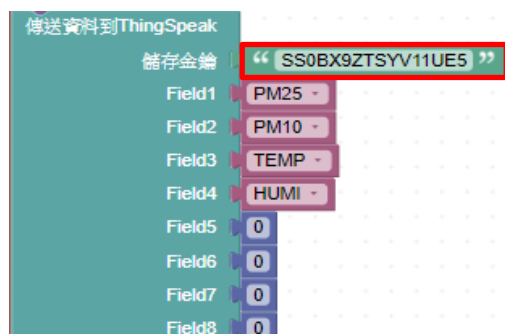 傳送資料到ThingSpeak
儲存金鑰 “ SS0BX9ZTSYV11UE5 ”
Field1 PM25
Field2 PM10
Field3 TEMP
Field4 HUMI
Field5 0
Field6 0
Field7 0
Field8 0